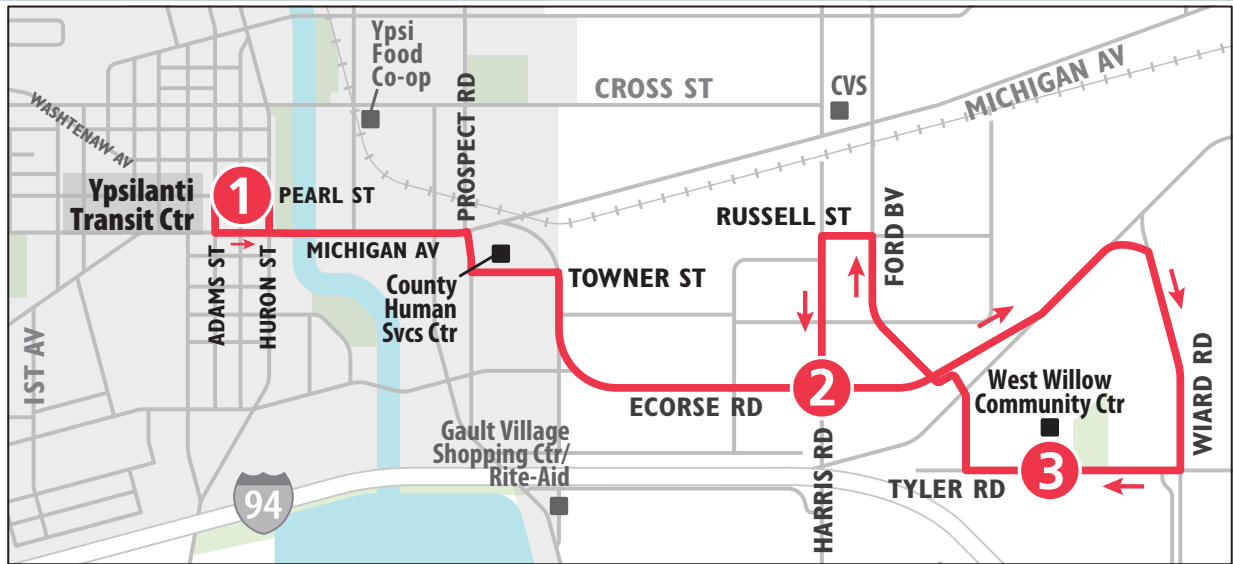 Ypsi
Food
Co-op
PROSPECT RD
CROSS ST
CVS
MICHIGAN AV
WASHTENAW AV
Ypsilanti
Transit Ctr
1
PEARL ST
MICHIGAN AV
ADAMS ST
HURON ST
County
Human
Svcs Ctr
TOWNER ST
RUSSELL ST
FORD BV
1ST AV
ECORSE RD
2
HARRIS RD
West Willow
Community Ctr
WIARD RD
Gault Village
Shopping Ctr/
Rite-Aid
94
TYLER RD
3